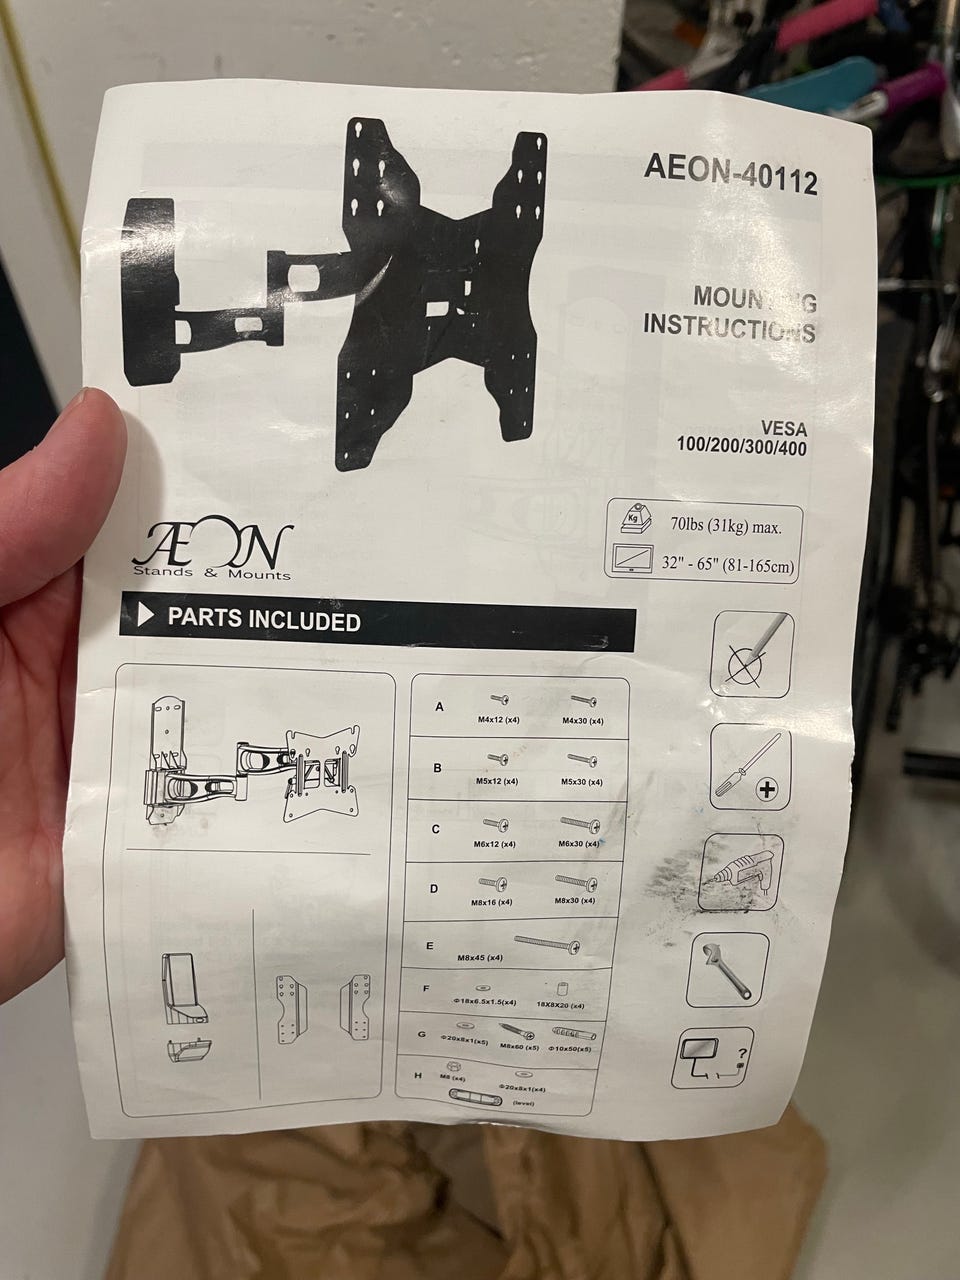 AEON-40112
MOUNTING
INSTRUCTIONS
VESA
100/200/300/400
Kg
70lbs (31kg) max.
32" - 65" (81-165cm)
ÆON
Stands & Mounts
PARTS INCLUDED
A
M4x12 (x4)
M4x30 (x4)
B
M5x12 (x4)
M5x30 (x4)
C
M6x12 (x4)
M6x30 (x4)
D
M8x16 (x4)
M8x30 (x4)
E
M8x45 (x4)
F
Φ18x6.5x1.5(x4)
18X8X20 (x4)
G
Φ20x8x1(x5)
M8x60 (x5)
Φ10x50(x5)
H
M8 (x4)
Φ20x8x1(x4)
(level)
?